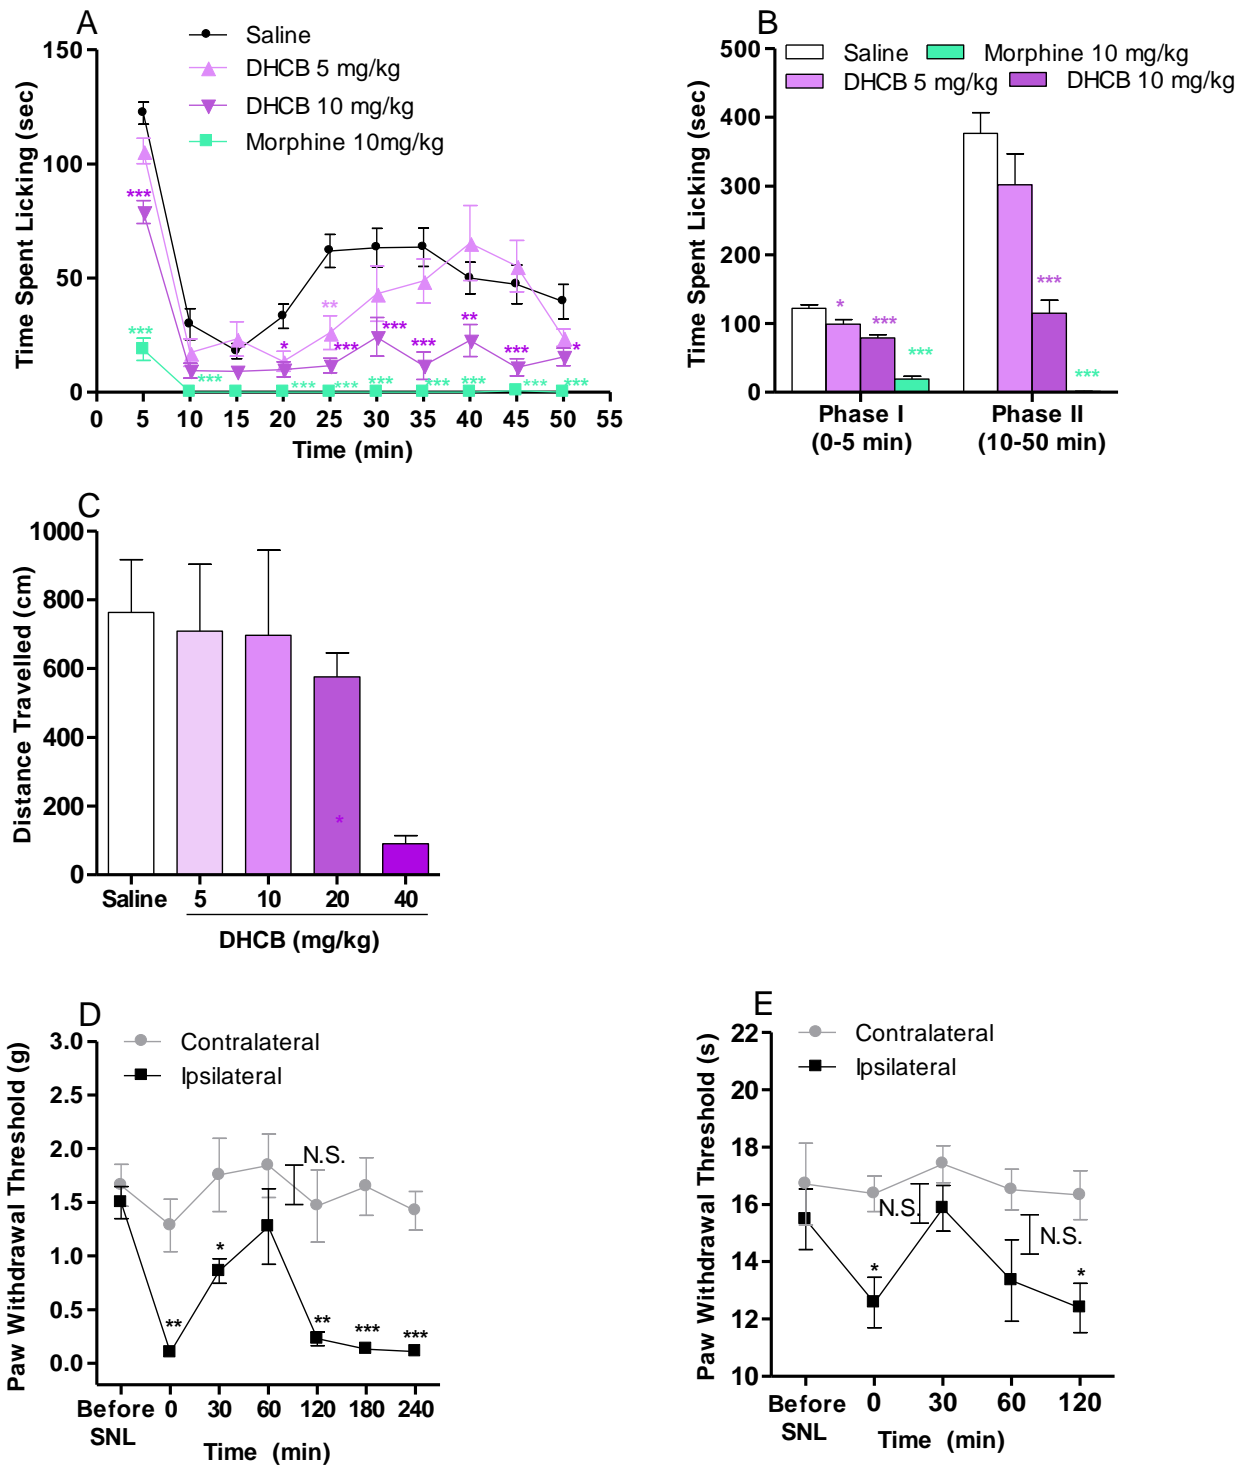 A
Saline
DHCB 5 mg/kg
DHCB 10 mg/kg
Morphine 10mg/kg
Time Spent Licking (sec)
150
100
50
0
***
***
***
*
***
**
***
***
***
***
***
**
***
***
***
***
*
***
0 5 10 15 20 25 30 35 40 45 50 55
Time (min)
B
Saline
Morphine 10 mg/kg
DHCB 5 mg/kg
DHCB 10 mg/kg
Time Spent Licking (sec)
500
400
300
200
100
0
*
***
***
***
***
Phase I
(0-5 min)
Phase II
(10-50 min)
C
Distance Travelled (cm)
1000
800
600
400
200
0
*
Saline 5 10 20 40
DHCB (mg/kg)
D
Contralateral
Ipsilateral
Paw Withdrawal Threshold (g)
3.0
2.5
2.0
1.5
1.0
0.5
0.0
N.S.
**
*
**
***
***
Before
SNL
0 30 60 120 180 240
Time (min)
E
Contralateral
Ipsilateral
Paw Withdrawal Threshold (s)
22
20
18
16
14
12
10
N.S.
N.S.
*
*
Before
SNL
0 30 60 120
Time (min)